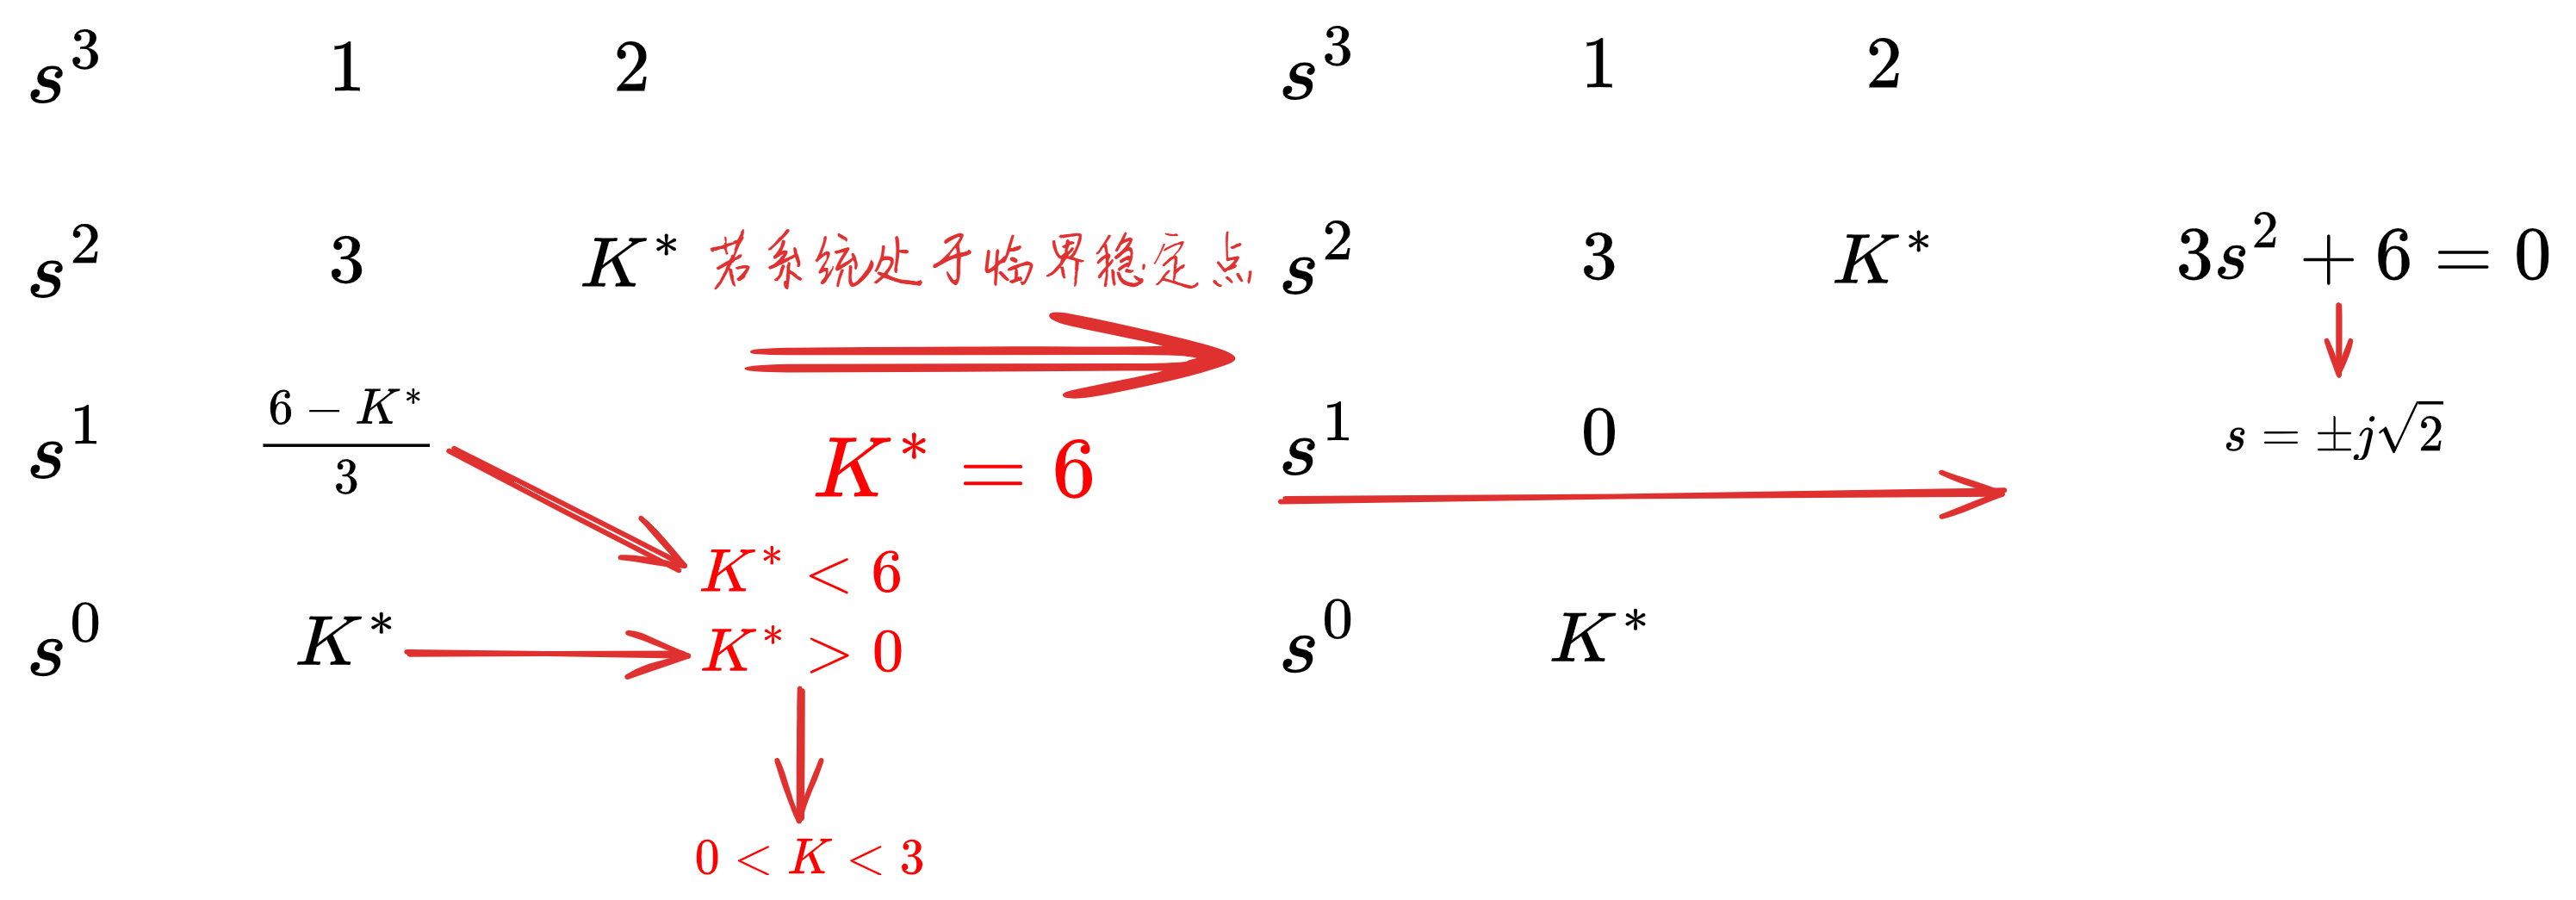 s^3 1 2
s^2 3 K^*
s^1 \frac{6-K^*}{3}
s^0 K^*
若系统处于临界稳定点
K^* = 6
K^* < 6
K^* > 0
0 < K < 3
s^3 1 2
s^2 3 K^*
s^1 0
s^0 K^*
3s^2 + 6 = 0
s = ±j√2